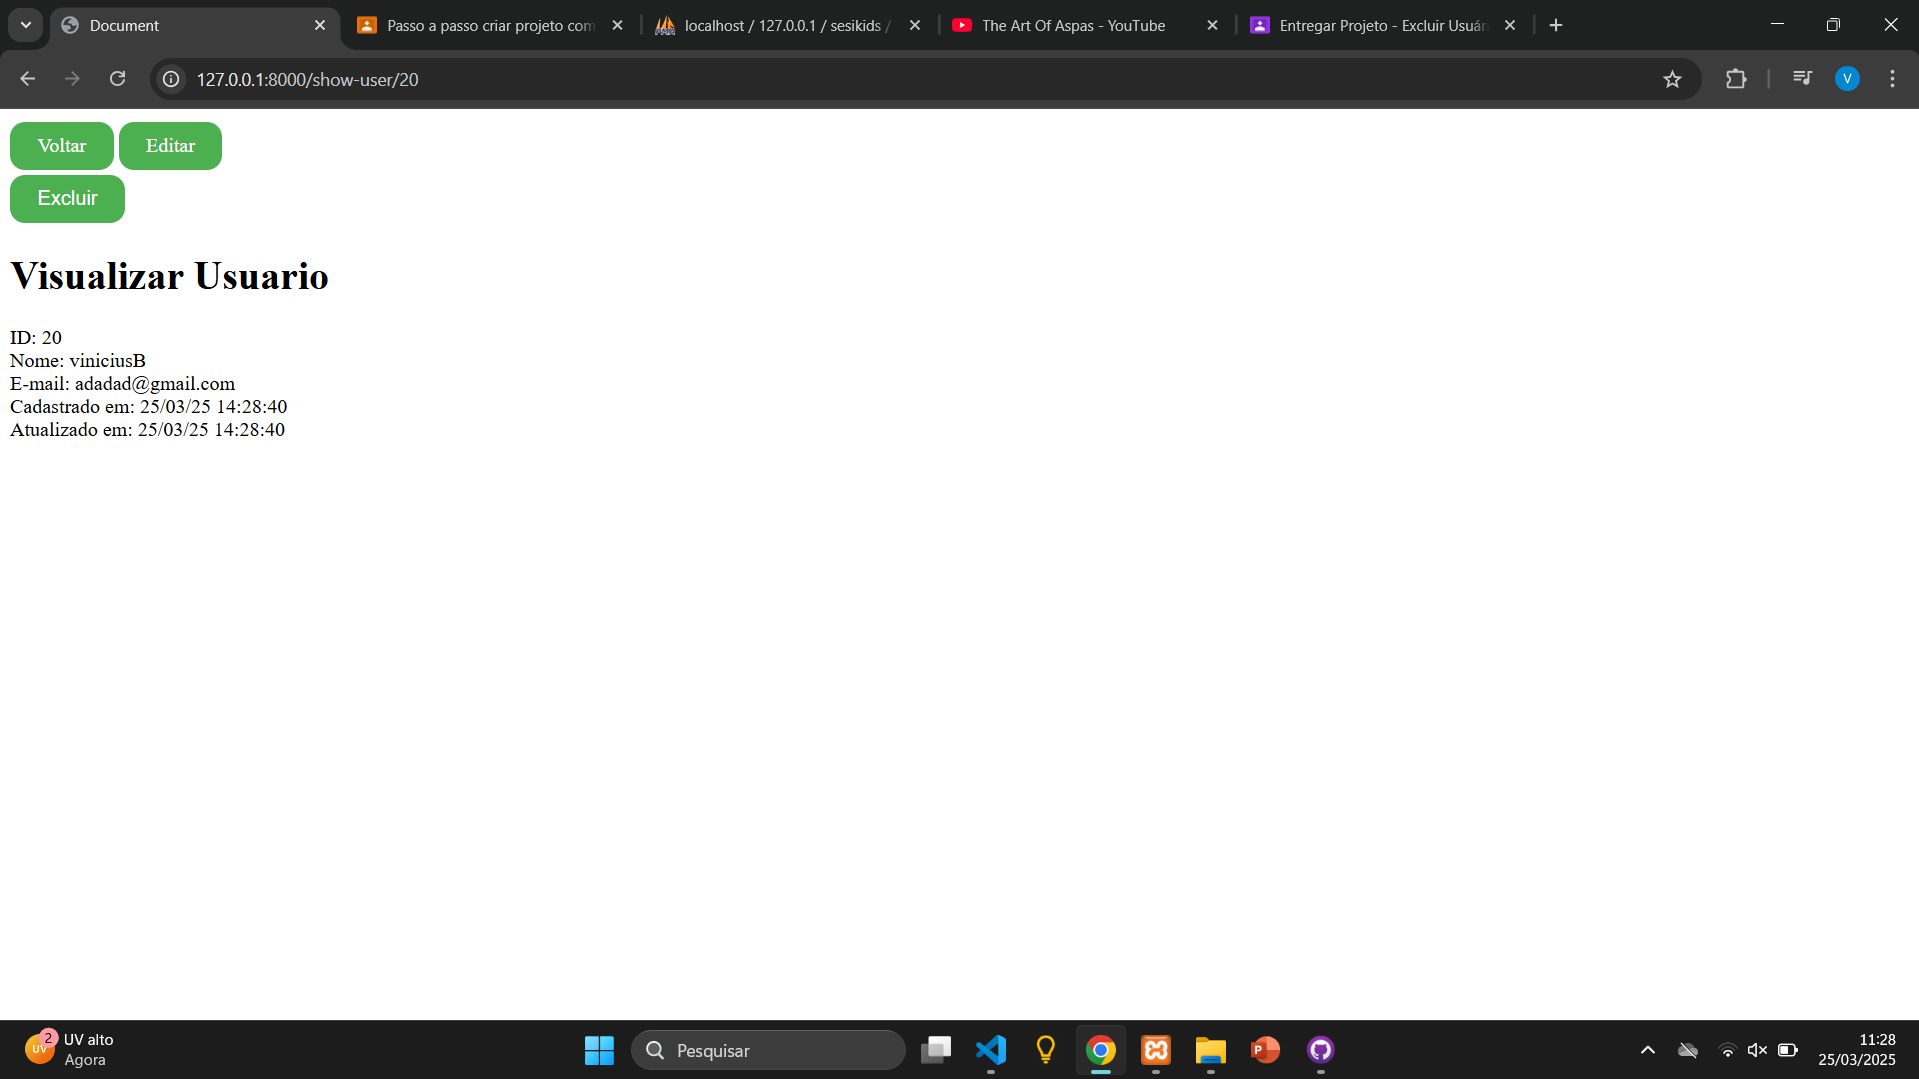 Document
Passo a passo criar projeto com
localhost / 127.0.0.1 / sesikids /
The Art Of Aspas - YouTube
Entregar Projeto - Excluir Usuár
127.0.0.1:8000/show-user/20
V
Voltar
Editar
Excluir
Visualizar Usuario
ID: 20
Nome: viniciusB
E-mail: adadad@gmail.com
Cadastrado em: 25/03/25 14:28:40
Atualizado em: 25/03/25 14:28:40
UV
2
UV alto
Agora
Pesquisar
P
11:28
25/03/2025